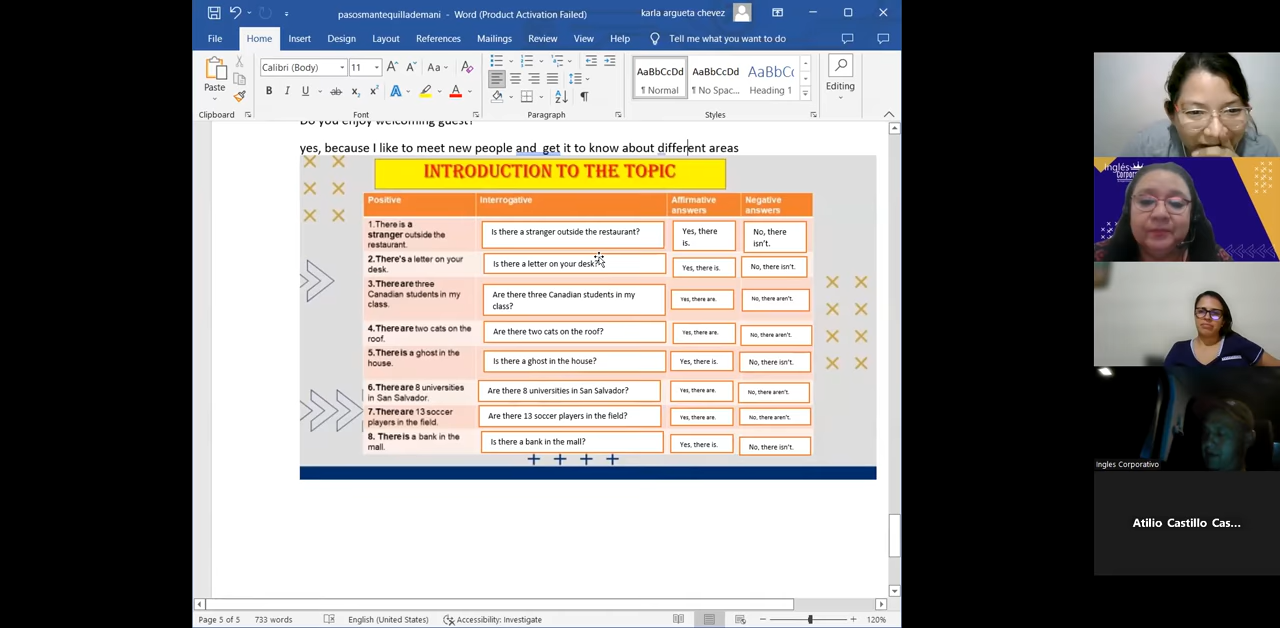 pasosmantequillademani - Word (Product Activation Failed)
karla argueta chevez
File Home Insert Design Layout References Mailings Review View Help Tell me what you want to do
Paste
Calibri (Body) 11
Aa
B I U ab x₂ x² A A
AaBbCcDd AaBbCcDd AaBbCc
¶ Normal ¶ No Spac... Heading 1
Editing
Clipboard Font Paragraph Styles
Do you enjoy welcoming guest?
yes, because I like to meet new people and get it to know about different areas
INTRODUCTION TO THE TOPIC
Positive Interrogative Affirmative answers Negative answers
1.There is a stranger outside the restaurant. Is there a stranger outside the restaurant? Yes, there is. No, there isn't.
2.There's a letter on your desk. Is there a letter on your desk? Yes, there is. No, there isn't.
3.There are three Canadian students in my class. Are there three Canadian students in my class? Yes, there are. No, there aren't.
4.There are two cats on the roof. Are there two cats on the roof? Yes, there are. No, there aren't.
5.There is a ghost in the house. Is there a ghost in the house? Yes, there is. No, there isn't.
6.There are 8 universities in San Salvador. Are there 8 universities in San Salvador? Yes, there are. No, there aren't.
7.There are 13 soccer players in the field. Are there 13 soccer players in the field? Yes, there are. No, there aren't.
8. There is a bank in the mall. Is there a bank in the mall? Yes, there is. No, there isn't.
Page 5 of 5 733 words English (United States) Accessibility: Investigate 120%
Inglés
Ingles Corporativo
Atilio Castillo Cas...